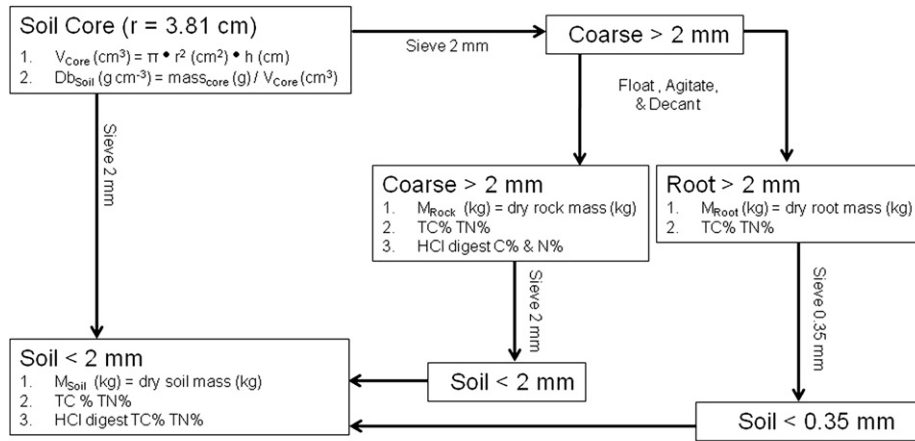 Soil Core (r = 3.81 cm)
1. V_Core (cm³) = π • r² (cm²) • h (cm)
2. Db_Soil (g cm⁻³) = mass_core (g) / V_Core (cm³)
Sieve 2 mm
Coarse > 2 mm
Float , Agitate,
& Decant
Sieve 2 mm
Coarse > 2 mm
1. M_Rock (kg) = dry rock mass (kg)
2. TC% TN%
3. HCl digest C% & N%
Root > 2 mm
1. M_Root (kg) = dry root mass (kg)
2. TC% TN%
Sieve 2 mm
Sieve 0.35 mm
Soil < 2 mm
1. M_Soil (kg) = dry soil mass (kg)
2. TC % TN%
3. HCl digest TC% TN%
Soil < 2 mm
Soil < 0.35 mm